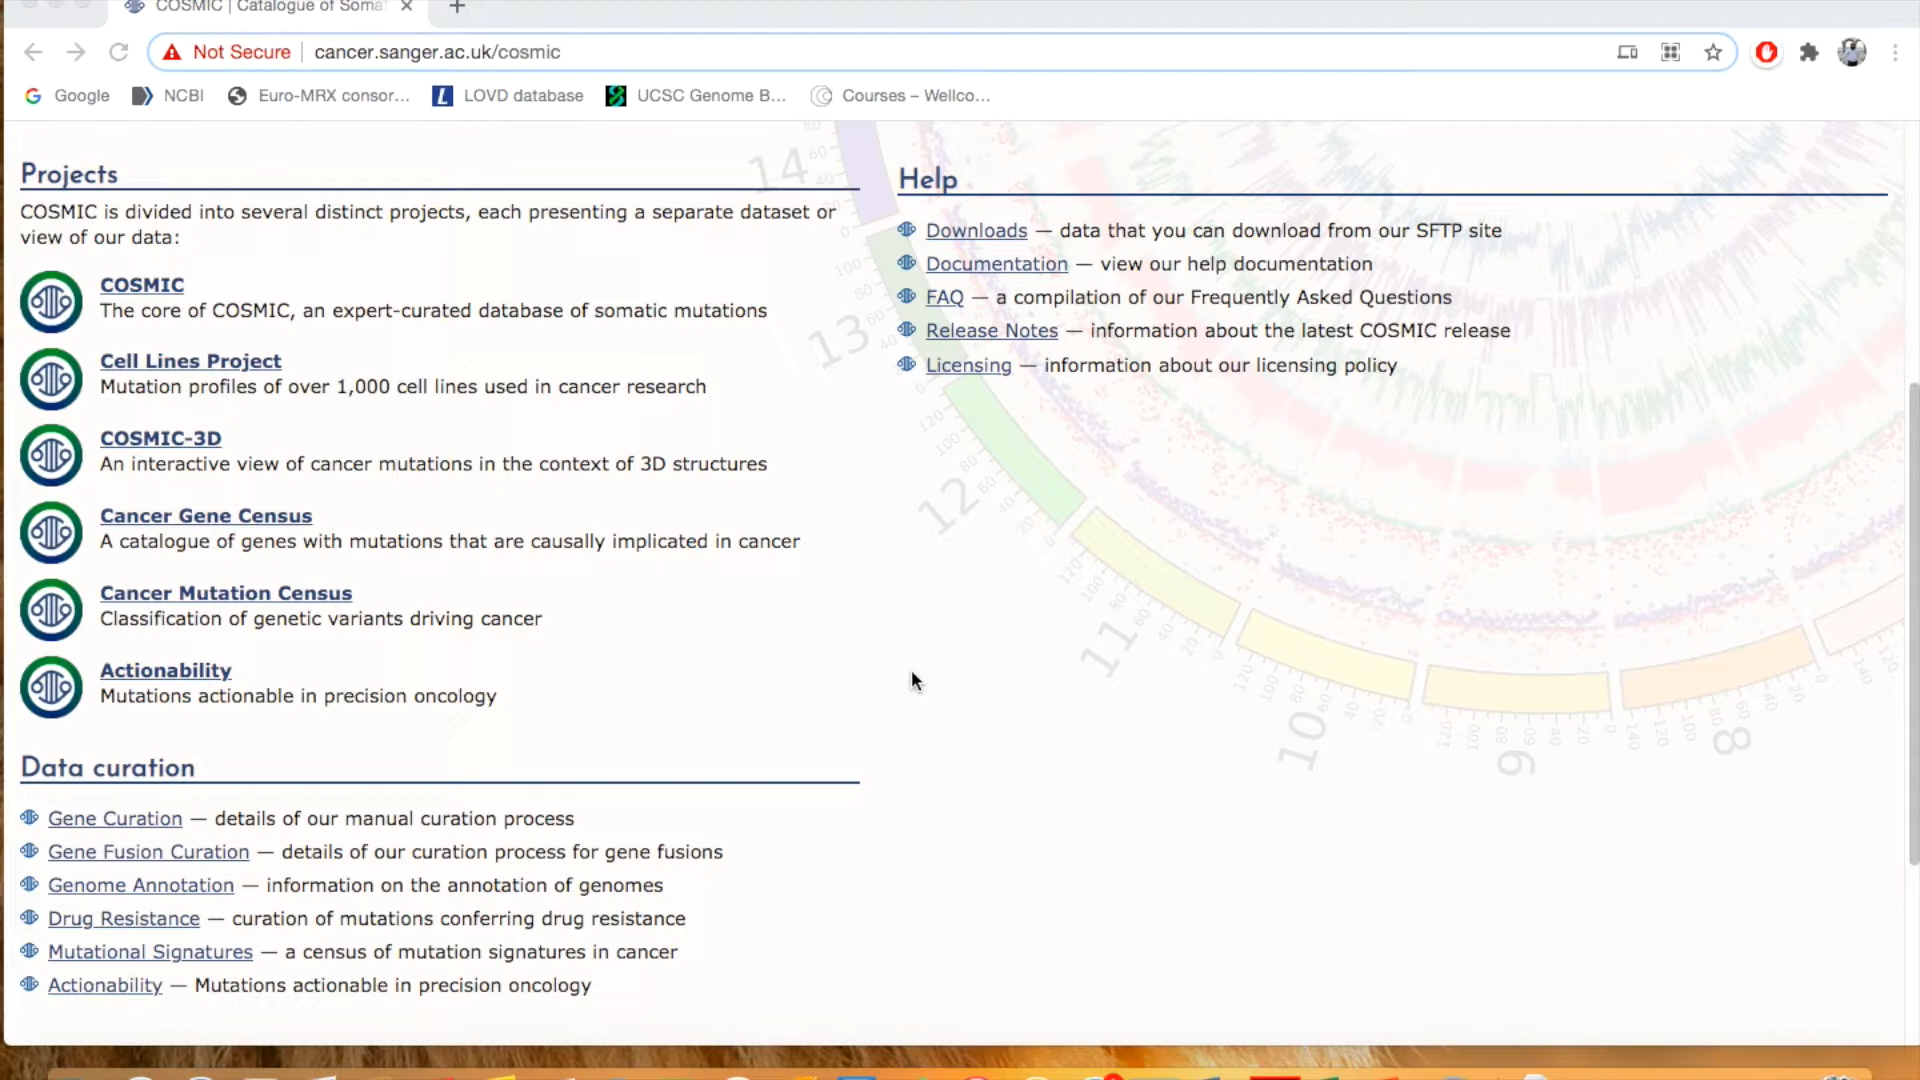 COSMIC | Catalogue of Soma
Not Secure
cancer.sanger.ac.uk/cosmic
Google
NCBI
Euro-MRX consor...
LOVD database
UCSC Genome B...
Courses – Wellco...
Projects
COSMIC is divided into several distinct projects, each presenting a separate dataset or
view of our data:
COSMIC
The core of COSMIC, an expert-curated database of somatic mutations
Cell Lines Project
Mutation profiles of over 1,000 cell lines used in cancer research
COSMIC-3D
An interactive view of cancer mutations in the context of 3D structures
Cancer Gene Census
A catalogue of genes with mutations that are causally implicated in cancer
Cancer Mutation Census
Classification of genetic variants driving cancer
Actionability
Mutations actionable in precision oncology
Data curation
Gene Curation — details of our manual curation process
Gene Fusion Curation — details of our curation process for gene fusions
Genome Annotation — information on the annotation of genomes
Drug Resistance — curation of mutations conferring drug resistance
Mutational Signatures — a census of mutation signatures in cancer
Actionability — Mutations actionable in precision oncology
Help
Downloads — data that you can download from our SFTP site
Documentation — view our help documentation
FAQ — a compilation of our Frequently Asked Questions
Release Notes — information about the latest COSMIC release
Licensing — information about our licensing policy
14
13
12
11
10
9
8